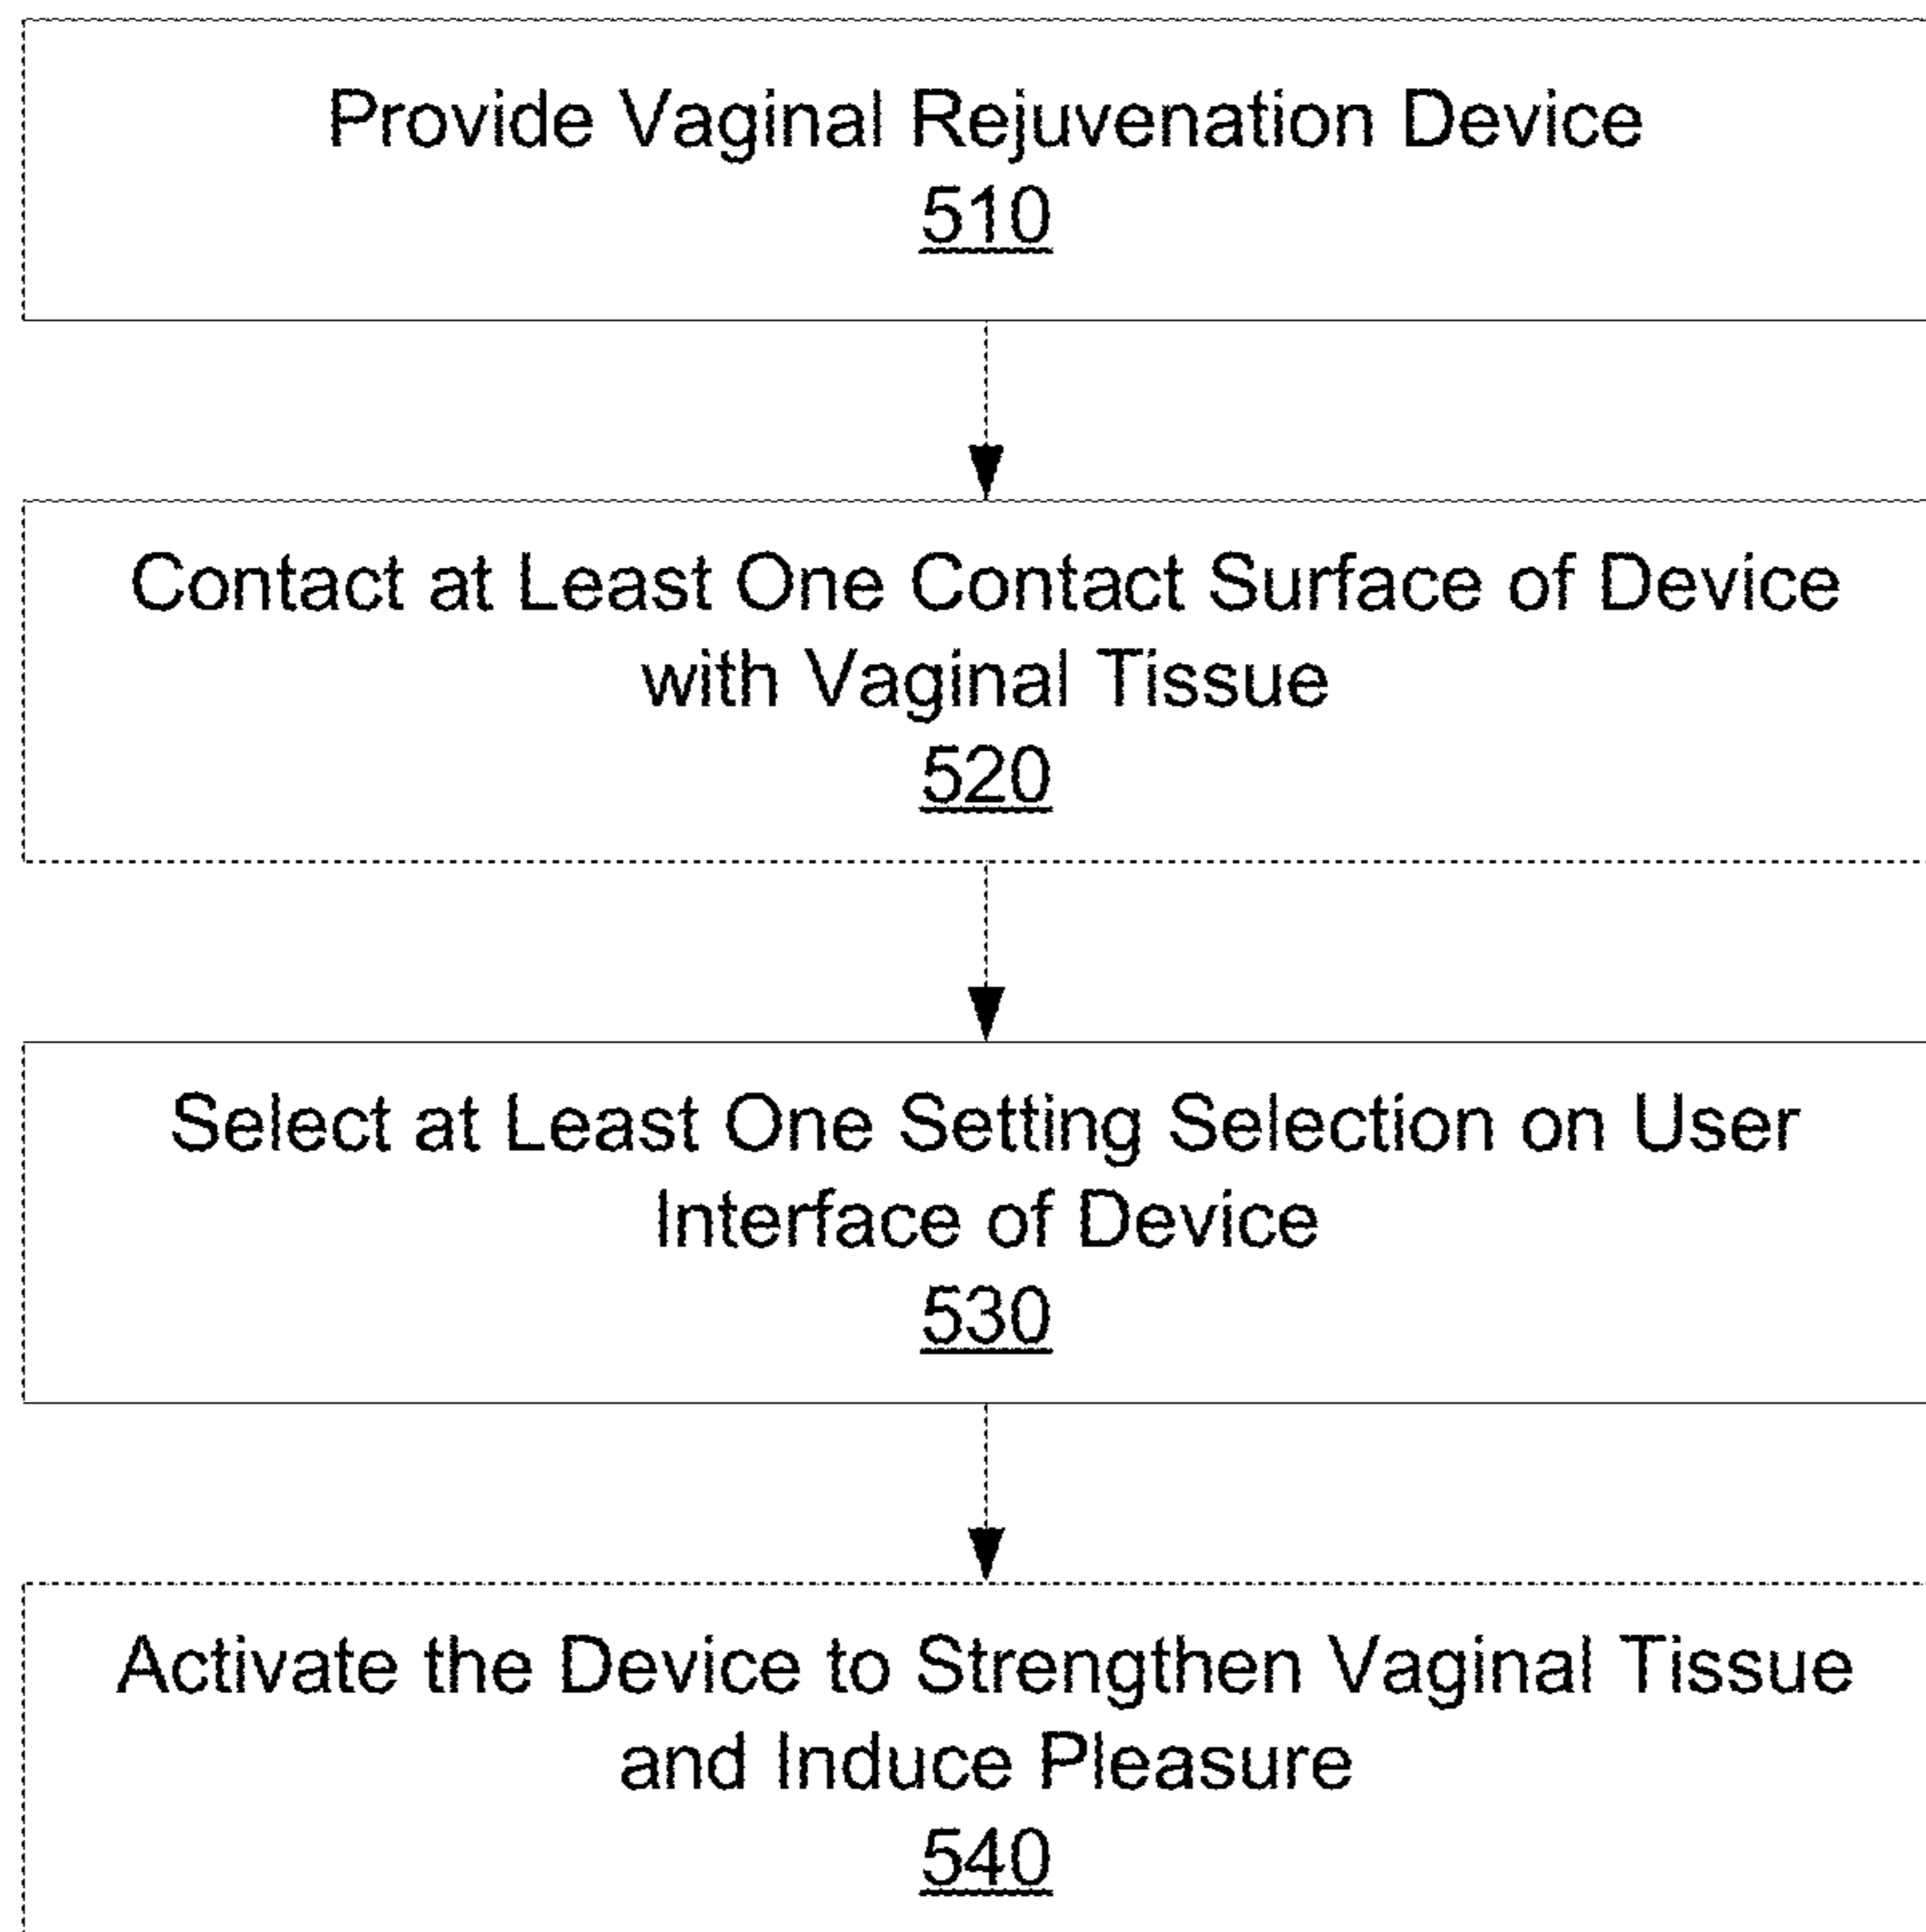 Provide Vaginal Rejuvenation Device
510
Contact at Least One Contact Surface of Device
with Vaginal Tissue
520
Select at Least One Setting Selection on User
Interface of Device
530
Activate the Device to Strengthen Vaginal Tissue
and Induce Pleasure
540